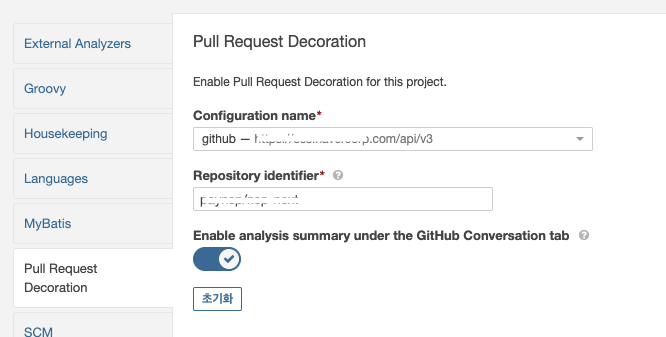 External Analyzers
Groovy
Housekeeping
Languages
MyBatis
Pull Request
Decoration
SCM
Pull Request Decoration
Enable Pull Request Decoration for this project.
Configuration name*
github — .com/api/v3
Repository identifier*
Enable analysis summary under the GitHub Conversation tab
초기화